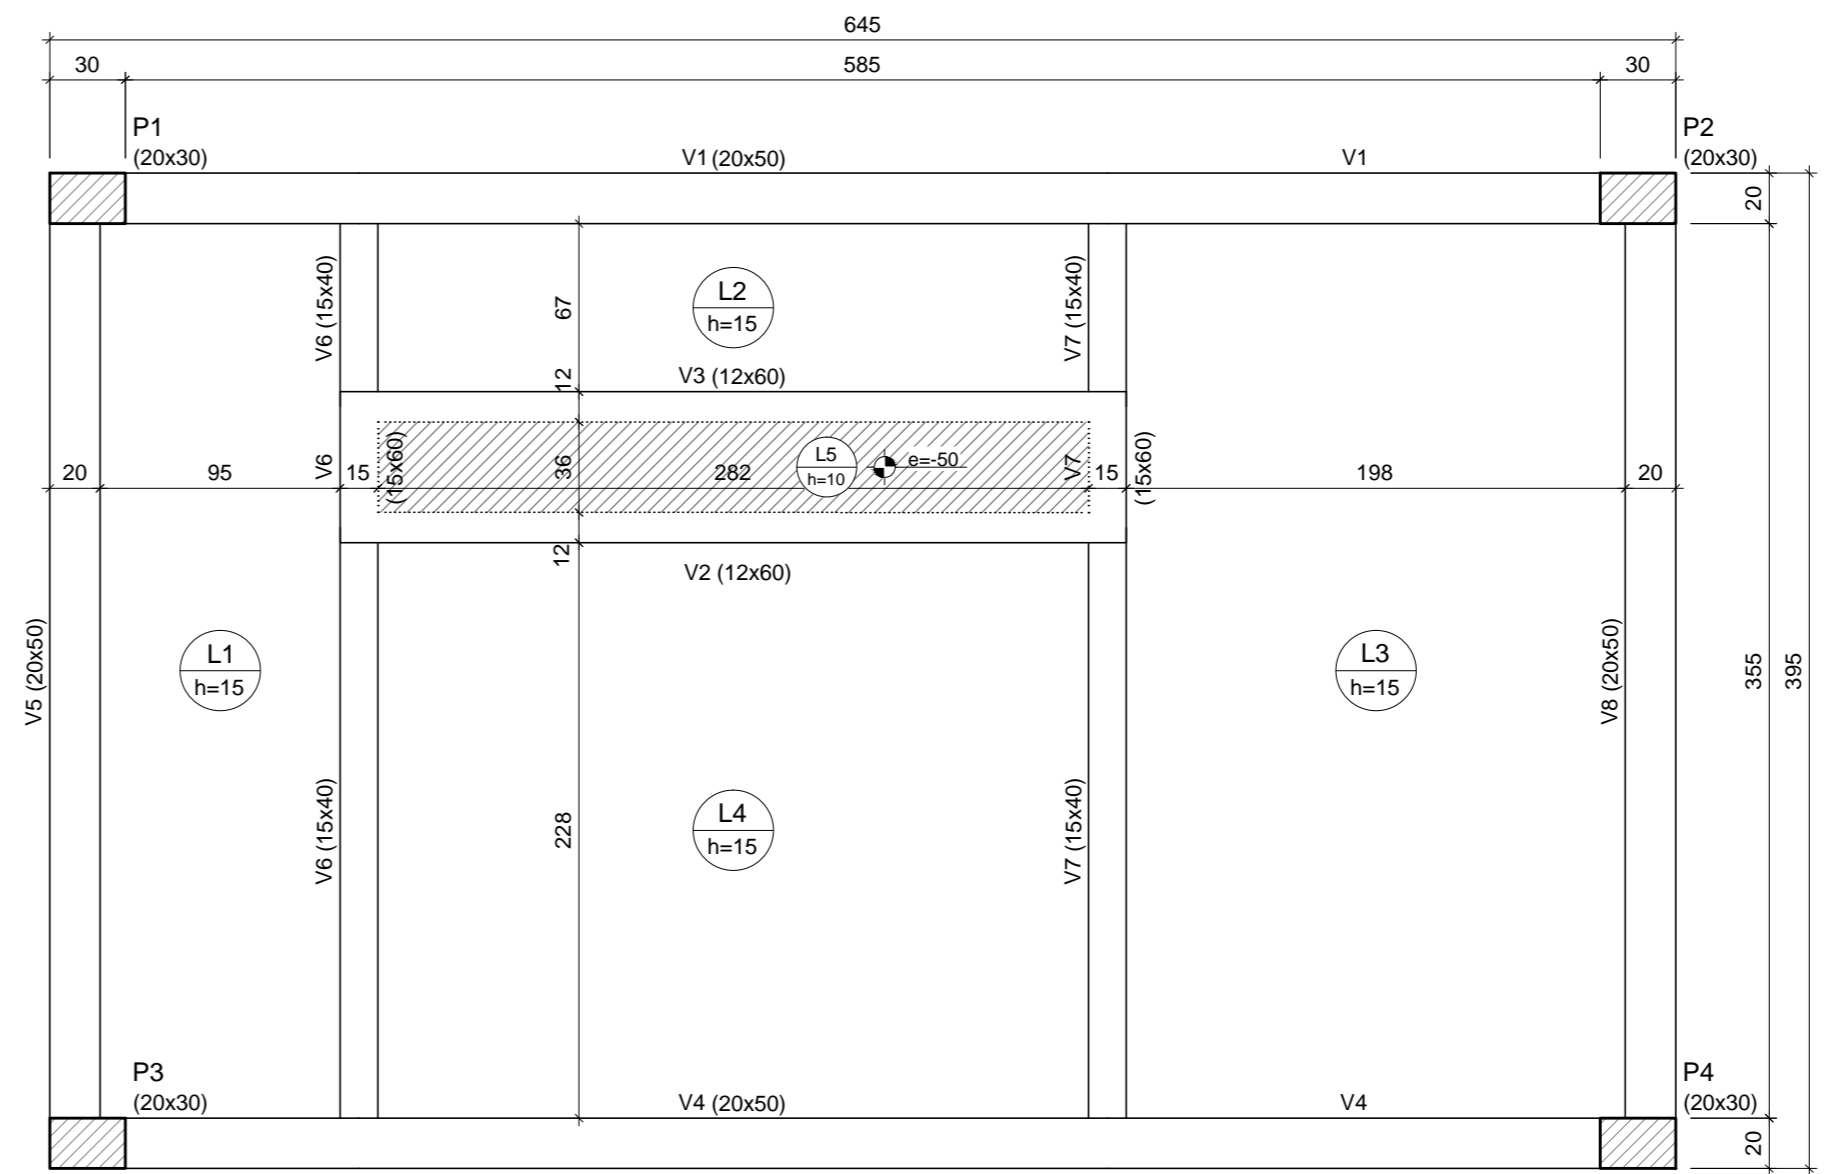 645
30
585
30
P1
(20x30)
V1 (20x50)
V1
P2
(20x30)
20
V6 (15x40)
67
L2
h=15
V7 (15x40)
12
V3 (12x60)
20
95
V6
15
(15x60)
36
282
L5
h=10
e=-50
V7
15
(15x60)
198
20
12
V2 (12x60)
V5 (20x50)
L1
h=15
L3
h=15
V8 (20x50)
355
395
V6 (15x40)
228
L4
h=15
V7 (15x40)
P3
(20x30)
V4 (20x50)
V4
P4
(20x30)
20